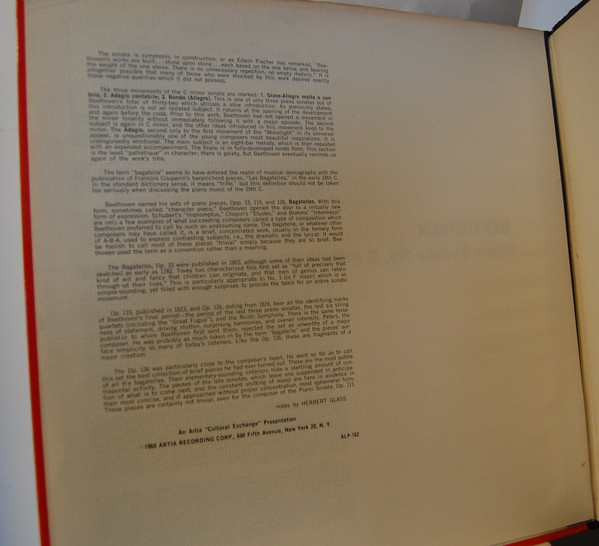 The sonata is symphonic in construction, or as Edwin Fischer has remarked, "Bee-
thoven's works are built... stone upon stone... each based on the one below and bearing
the weight of the one above. There is no unnecessary repetition, no empty rhetoric." It is
altogether possible that many of those who were shocked by this work desired exactly
those negative qualities which it did not possess.
The three movements of the C minor sonata are marked: 1. Grave-Allegro molto e con
brio; 2. Adagio cantabile; 3. Rondo (Allegro). This is one of only three piano sonatas out of
Beethoven's total of thirty-two which utilizes a slow introduction. As previously stated,
this introduction is not an isolated subject. It returns at the opening of the development
and again before the coda. Prior to this work, Beethoven had not opened a movement in
the minor tonality without immediately following it with a major episode. The second
subject is again in C minor, and the other ideas introduced in this movement keep to the
minor. The Adagio, second only to the first movement of the "Moonlight" in its universal
appeal, is unquestionably one of the young composers most beautiful inspirations. It is
undisguisedly emotional. The main subject is an eight-bar melody, which is then repeated
with an expanded accompaniment. The finale is in fully-developed rondo form. This section
is the least "pathétique" in character; there is gaiety, but Beethoven eventually reminds us
again of the work's title.
The term "bagatelle" seems to have entered the realm of musical lexicography with the
publication of Francois Couperin's harpsichord pieces, "Les Bagatelles," in the early 18th C.
In the standard dictionary sense, it means "trifle," but this definition should not be taken
too seriously when discussing the piano music of the 19th C.
Beethoven named his sets of piano pieces, Opp. 33, 119, and 126, Bagatelles. With this
form, sometimes called "character piece," Beethoven opened the door to a virtually new
form of expression. Schubert's "Impromptus," Chopin's "Etudes," and Brahms' "Intermezzi"
are only a few examples of what succeeding composers called a type of composition which
Beethoven preferred to call by such an unassuming name. The bagatelle, or whatever other
composers may have called it, is a brief, concentrated work, usually in the ternary form
of A-B-A, used to express contrasting subjects, i.e., the dramatic and the lyrical. It would
be foolish to call most of these pieces "trivial" simply because they are so brief. Bee-
thoven used the term as a convention rather than a meaning.
The Bagatelles, Op. 33 were published in 1803, although some of their ideas had been
sketched as early as 1782. Tovey has characterized this first set as "full of precisely that
kind of wit and fancy that children can originate, and that men of genius can retain
through of their lives." This is particularly appropriate to No. 3 (in F major) which is so
simple-sounding, yet filled with enough surprises to provide the basis for an entire sonata
movement.
Op. 119, published in 1823, and Op. 126, dating from 1824, bear all the identifying marks
of Beethoven's final period—the period of the last three piano sonatas, the last six string
quartets (including the "Great Fugue"), and the Ninth Symphony. There is the same terse-
ness of statement, driving rhythm, surprising harmonies, and overall intensity. Peters, the
publisher to whom Beethoven first sent them, rejected the set as unworthy of a major
composer. He was probably as much taken in by the term "bagatelle" and the pieces' sur-
face simplicity as many of today's listeners. Like the Op. 126, these are fragments of a
major creation.
The Op. 126 was particularly close to the composer's heart. He went so far as to call
this set the best collection of brief pieces he had ever turned out. These are the most subtle
of all the bagatelles. Their elementary-sounding interiors hide a startling amount of con-
trapuntal activity. The pauses of the late sonatas, which leave one suspended in anticipa-
tion of what is to come next, and the constant shifting of mood are here in evidence in
their most concise, and if approached without proper concentration, most ephemeral form.
These pieces are certainly not trivial, even for the composer of the Piano Sonata, Op. 111.
notes by HERBERT GLASS
An Artia "Cultural Exchange" Presentation
1960 ARTIA RECORDING CORP., 600 Fifth Avenue, New York 20, N. Y.
ALP-162